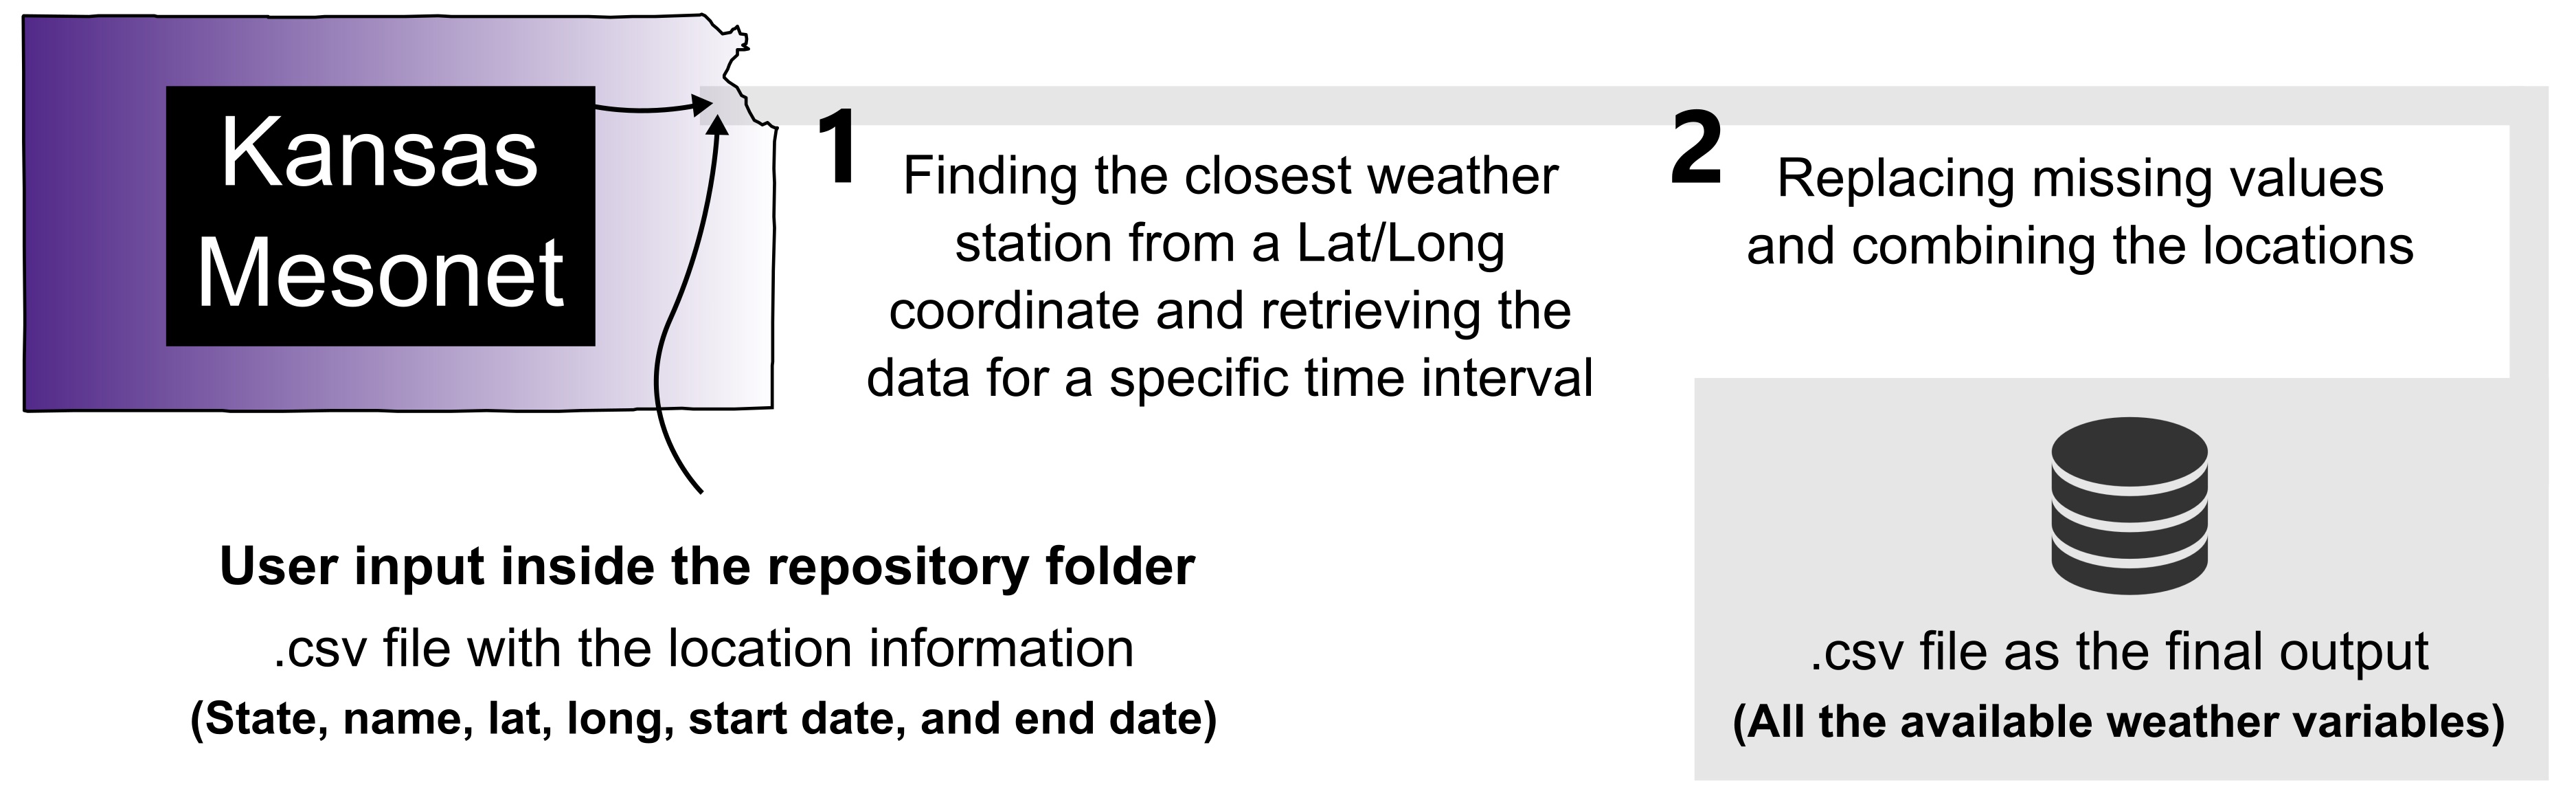 Kansas
Mesonet
1
Finding the closest weather
station from a Lat/Long
coordinate and retrieving the
data for a specific time interval
2
Replacing missing values
and combining the locations
User input inside the repository folder
.csv file with the location information
(State, name, lat, long, start date, and end date)
.csv file as the final output
(All the available weather variables)